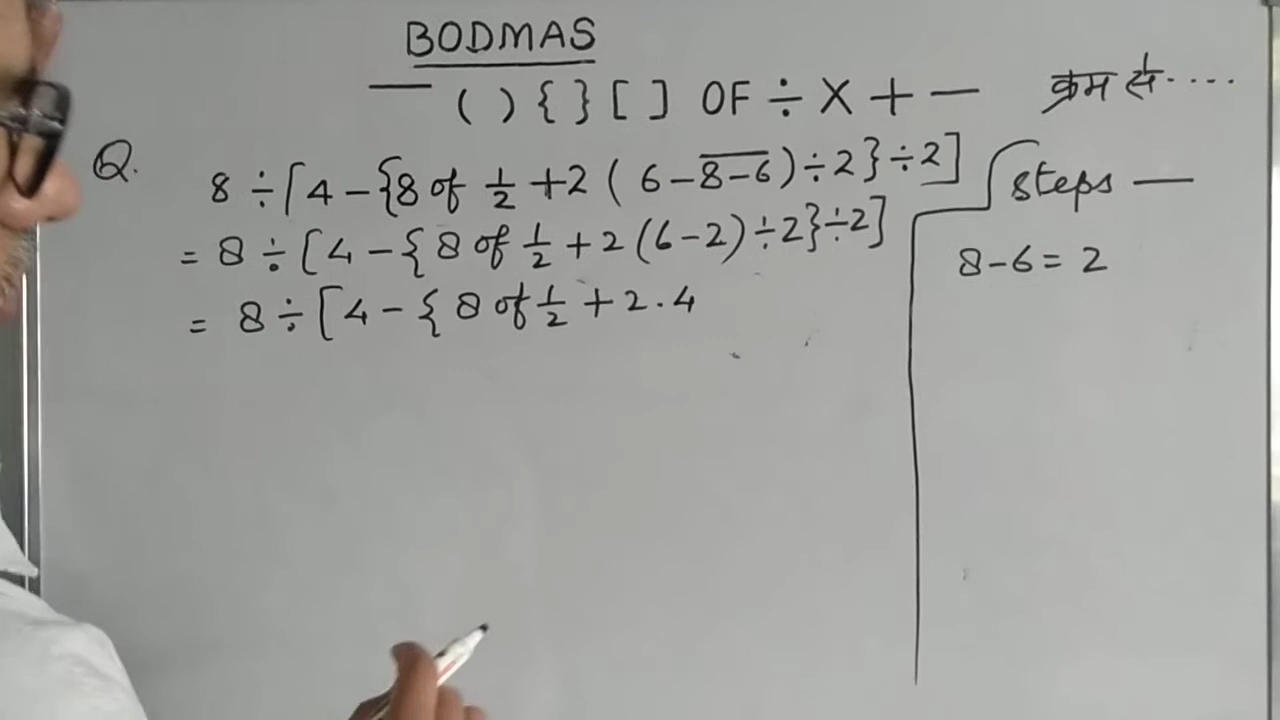 BODMAS
— ( ) { } [ ] OF ÷ X + — क्रम से....
Q. 8 ÷ [ 4 - { 8 of 1/2 + 2 ( 6 - 8̅ ̅-̅ ̅6̅ ) ÷ 2 } ÷ 2 ]
= 8 ÷ [ 4 - { 8 of 1/2 + 2 ( 6 - 2 ) ÷ 2 } ÷ 2 ]
= 8 ÷ [ 4 - { 8 of 1/2 + 2 . 4
steps —
8 - 6 = 2